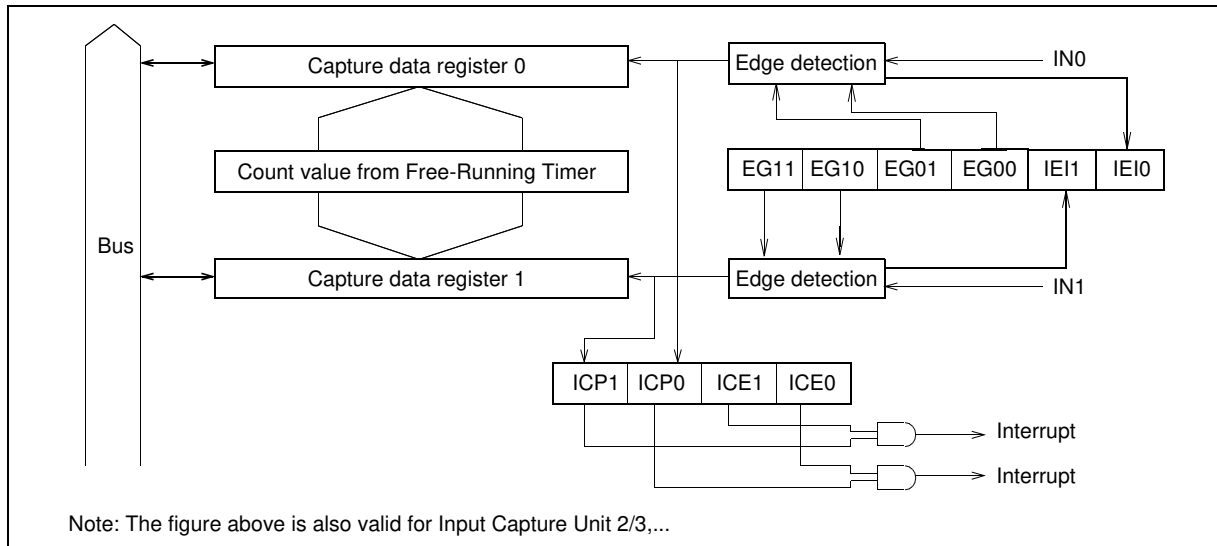 Capture data register 0
Edge detection
IN0
Count value from Free-Running Timer
EG11 EG10 EG01 EG00 IEI1 IEI0
Bus
Capture data register 1
Edge detection
IN1
ICP1 ICP0 ICE1 ICE0
Interrupt
Interrupt
Note: The figure above is also valid for Input Capture Unit 2/3,...